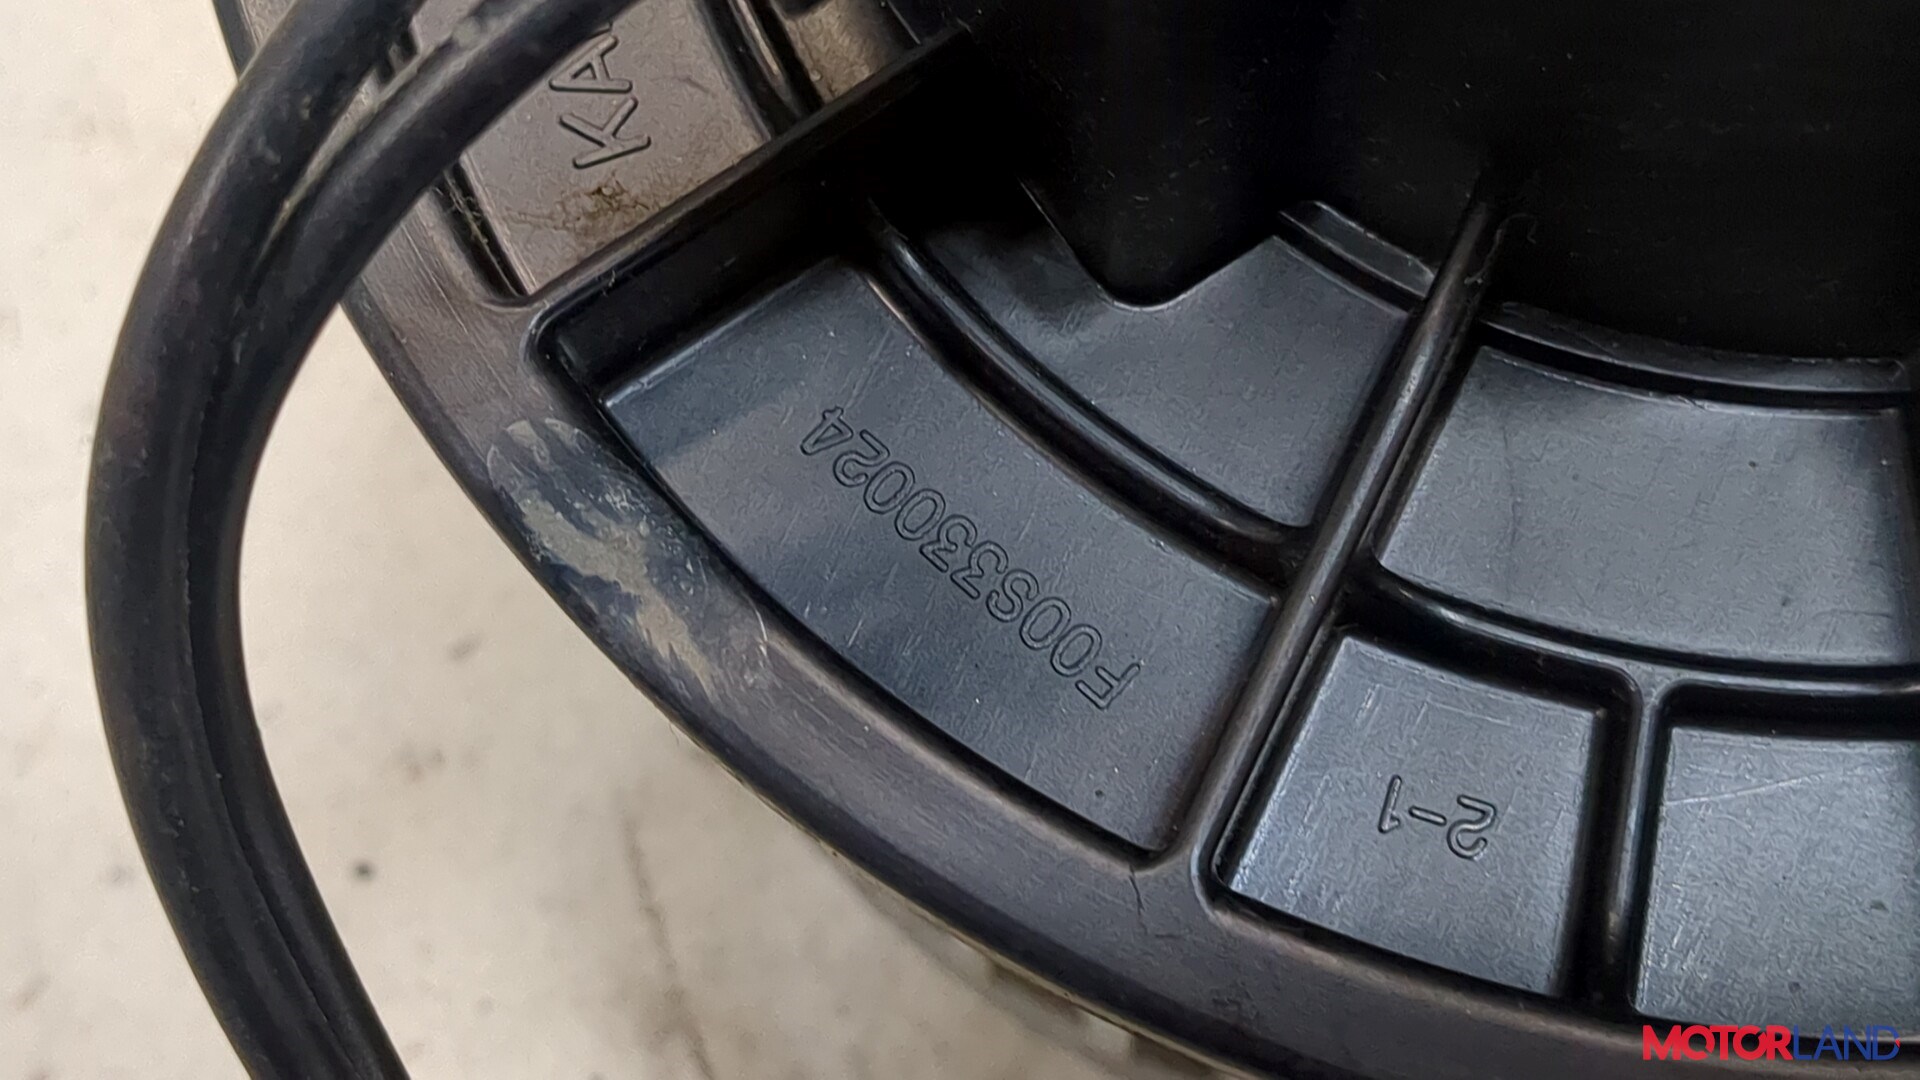 KA
F00S330024
2-1
MOTORLAND